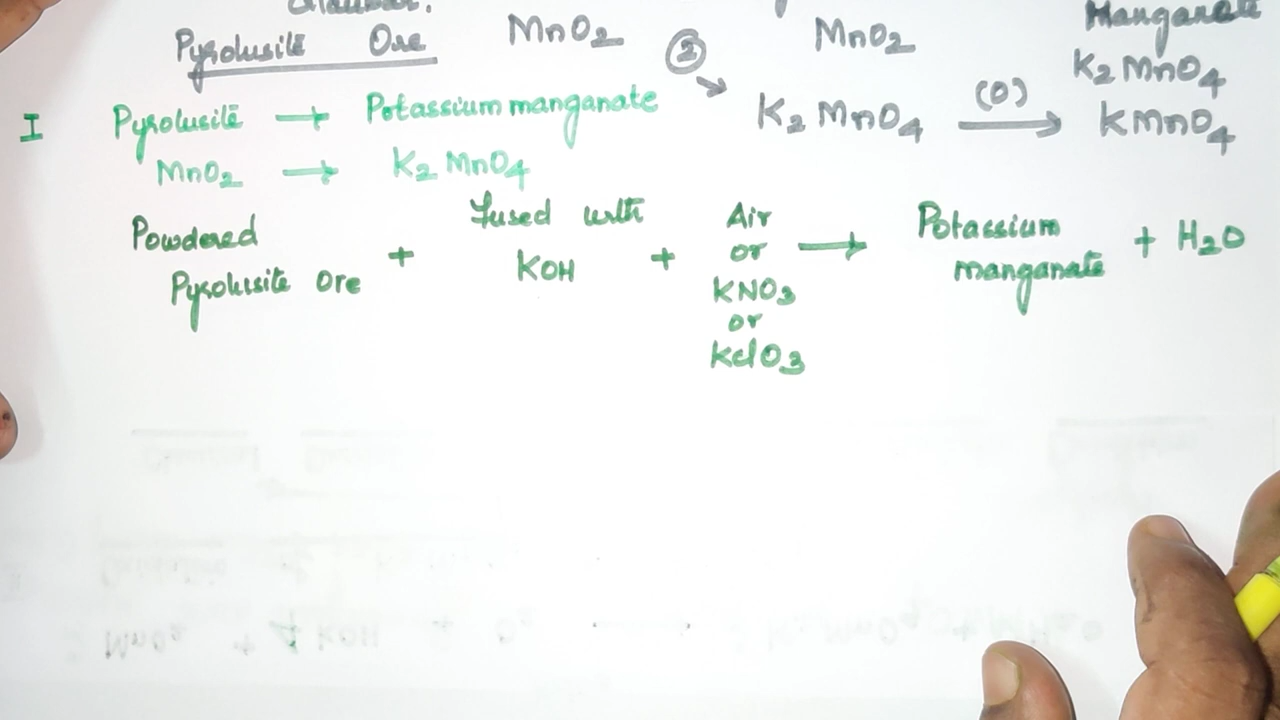 Pyrolusite Ore MnO2
② MnO2 Manganate
K2MnO4
K2MnO4 (O)→ KMnO4
I Pyrolusite → Potassium manganate
MnO2 → K2MnO4
Powdered Pyrolusite Ore + Fused with KOH + Air or KNO3 or KClO3 → Potassium manganate + H2O